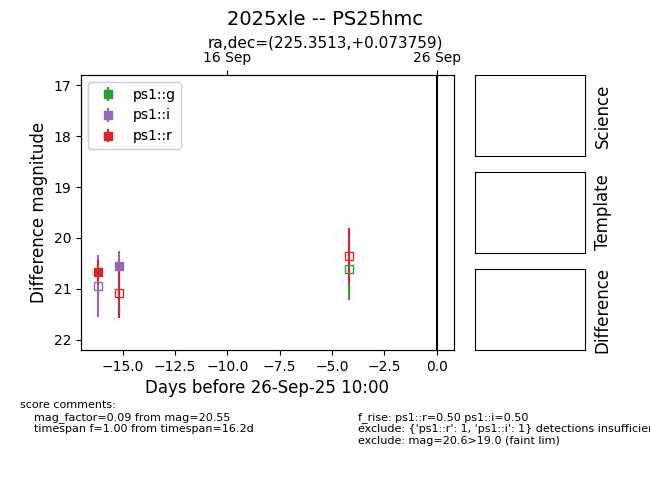 2025xle -- PS25hmc
ra,dec=(225.3513,+0.073759)
16 Sep
26 Sep
17
18
19
20
21
22
Difference magnitude
ps1::g
ps1::i
ps1::r
−15.0
−12.5
−10.0
−7.5
−5.0
−2.5
0.0
Days before 26-Sep-25 10:00
Science
Template
Difference
score comments:
mag_factor=0.09 from mag=20.55
timespan f=1.00 from timespan=16.2d
f_rise: ps1::r=0.50 ps1::i=0.50
exclude: {'ps1::r': 1, 'ps1::i': 1} detections insufficien
exclude: mag=20.6>19.0 (faint lim)